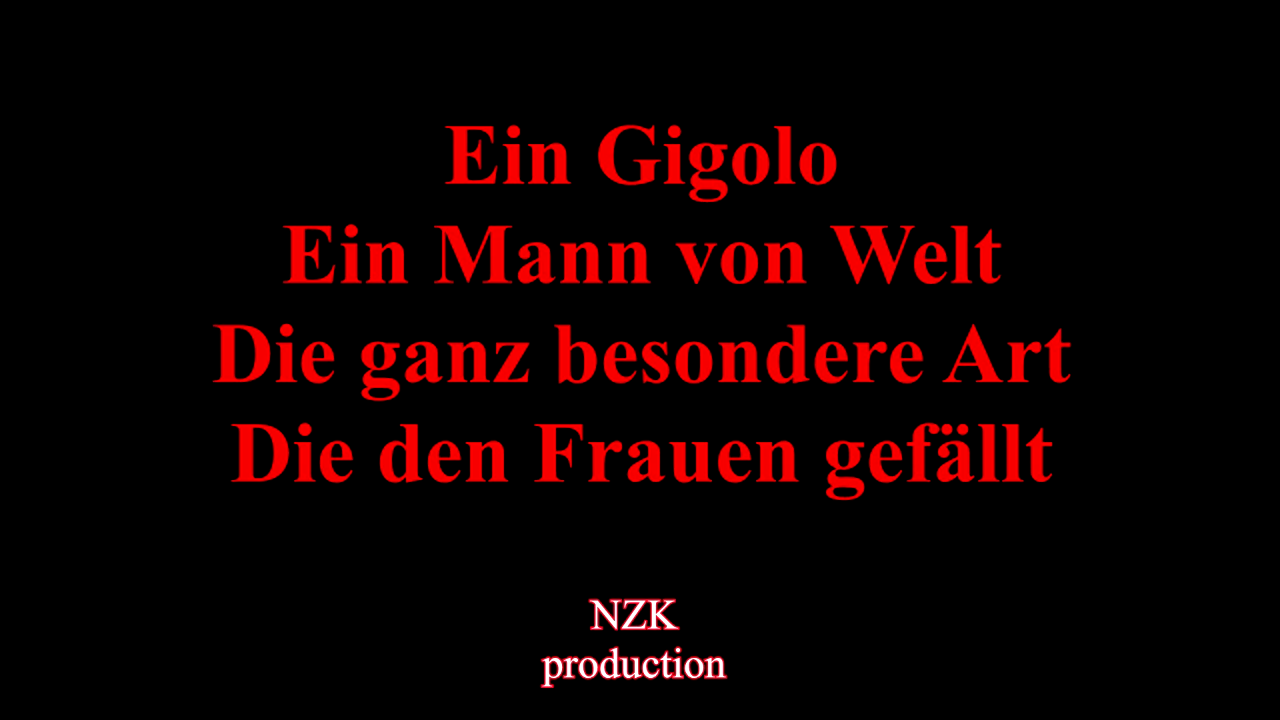 Ein Gigolo
Ein Mann von Welt
Die ganz besondere Art
Die den Frauen gefällt
NZK
production